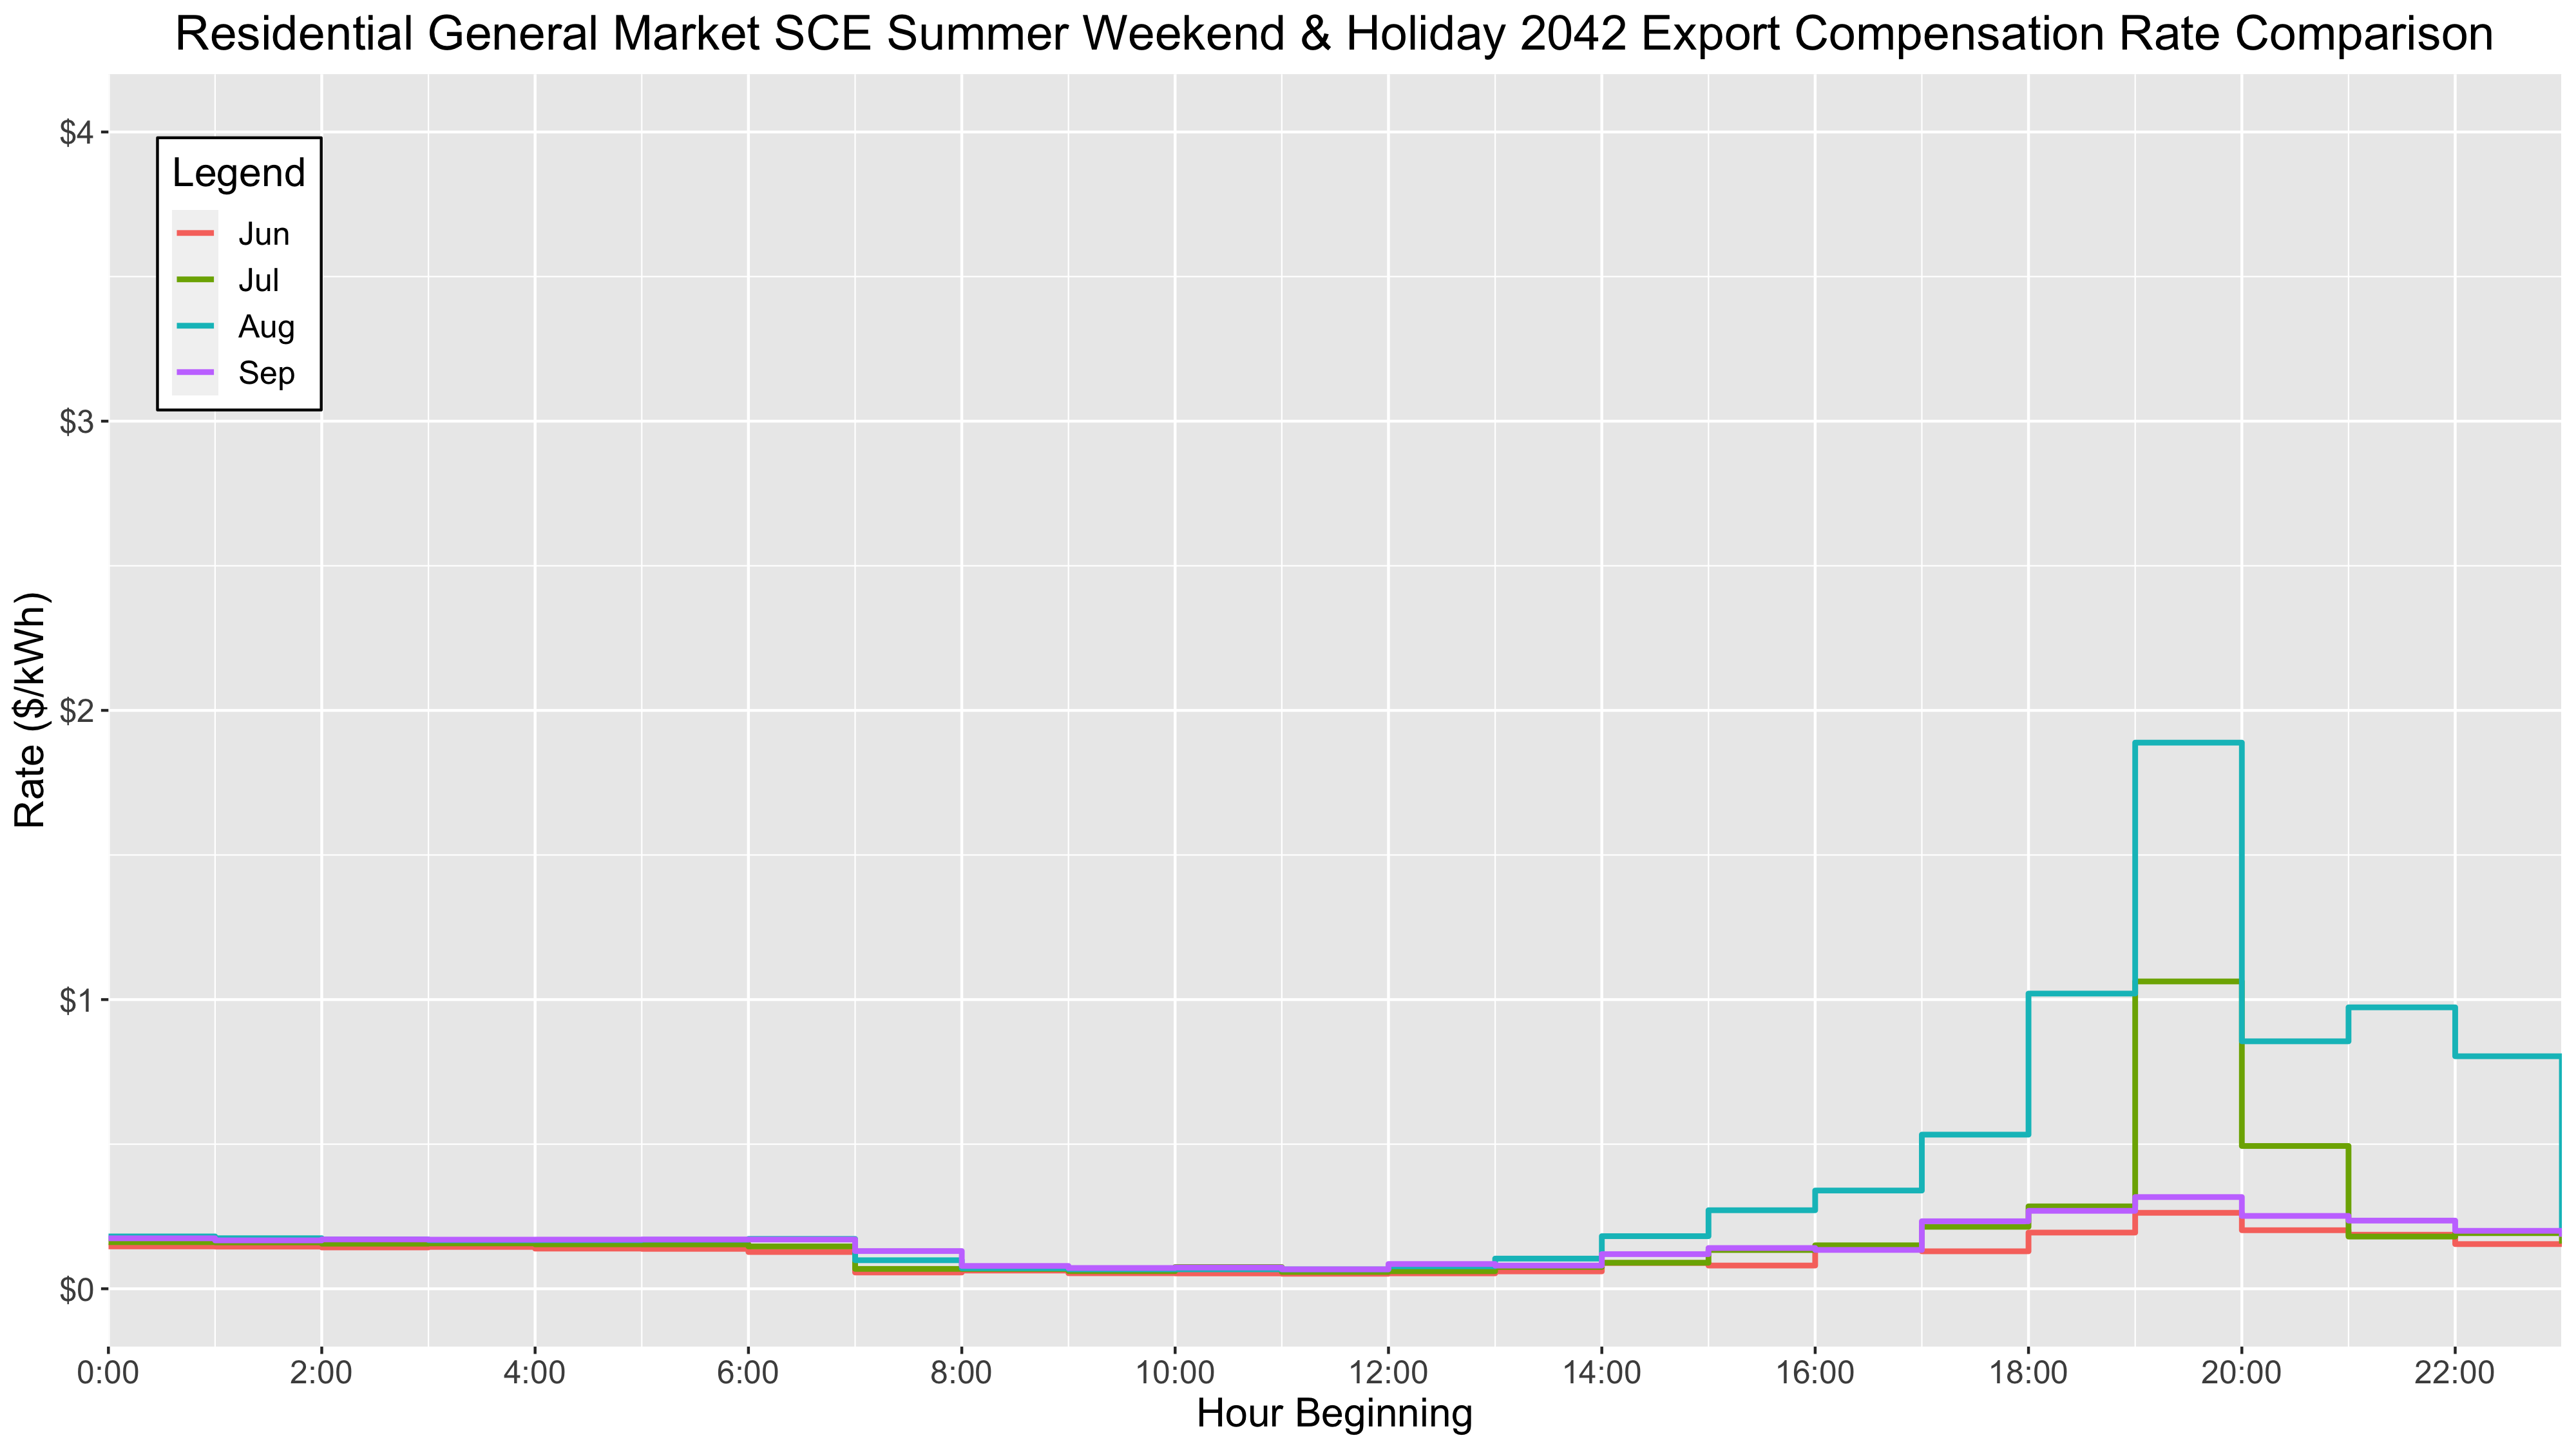 Residential General Market SCE Summer Weekend & Holiday 2042 Export Compensation Rate Comparison
$4
Legend
Jun
Jul
Aug
Sep
$3
Rate ($/kWh)
$2
$1
$0
0:00 2:00 4:00 6:00 8:00 10:00 12:00 14:00 16:00 18:00 20:00 22:00
Hour Beginning